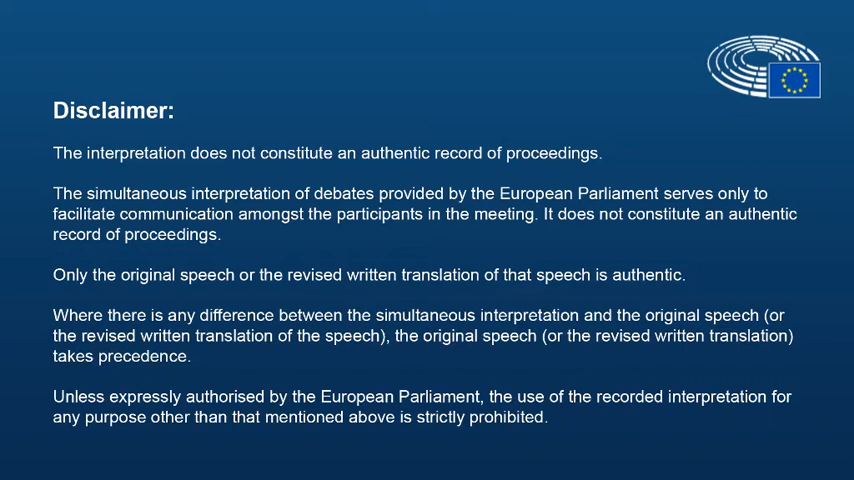 Disclaimer:
The interpretation does not constitute an authentic record of proceedings.
The simultaneous interpretation of debates provided by the European Parliament serves only to
facilitate communication amongst the participants in the meeting. It does not constitute an authentic
record of proceedings.
Only the original speech or the revised written translation of that speech is authentic.
Where there is any difference between the simultaneous interpretation and the original speech (or
the revised written translation of the speech), the original speech (or the revised written translation)
takes precedence.
Unless expressly authorised by the European Parliament, the use of the recorded interpretation for
any purpose other than that mentioned above is strictly prohibited.